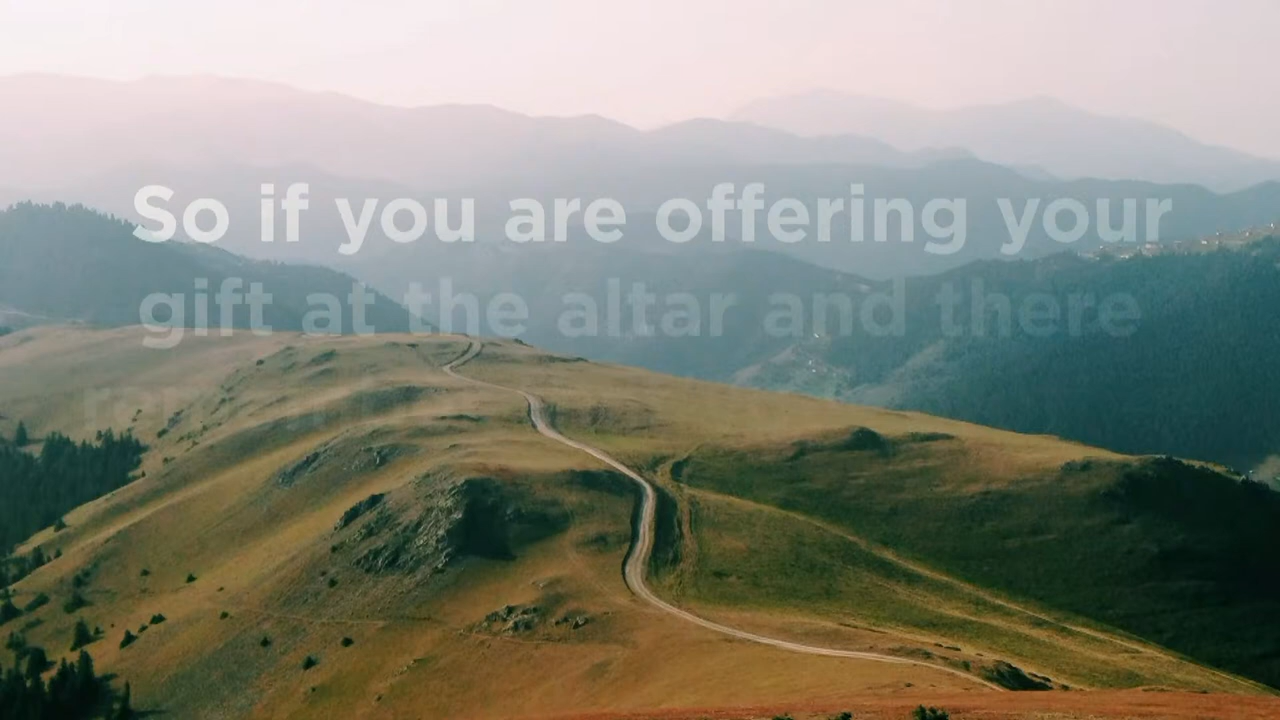 So if you are offering your
gift at the altar and there